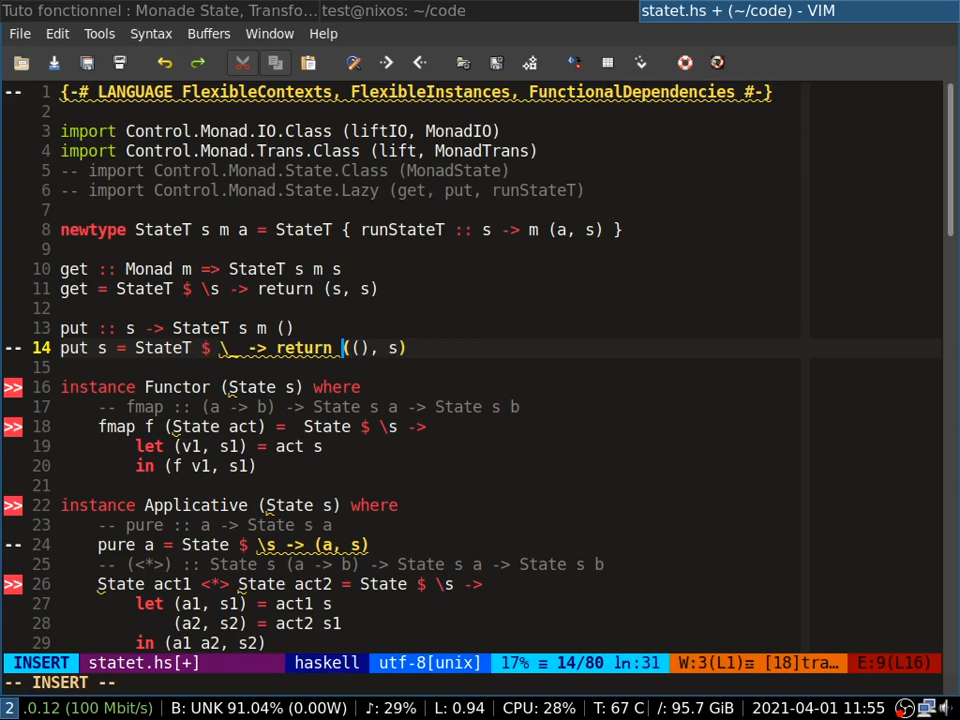 Tuto fonctionnel : Monade State, Transfo... test@nixos: ~/code statet.hs + (~/code) - VIM
File Edit Tools Syntax Buffers Window Help
-- 1 {-# LANGUAGE FlexibleContexts, FlexibleInstances, FunctionalDependencies #-}
2
3 import Control.Monad.IO.Class (liftIO, MonadIO)
4 import Control.Monad.Trans.Class (lift, MonadTrans)
5 -- import Control.Monad.State.Class (MonadState)
6 -- import Control.Monad.State.Lazy (get, put, runStateT)
7
8 newtype StateT s m a = StateT { runStateT :: s -> m (a, s) }
9
10 get :: Monad m => StateT s m s
11 get = StateT $ \s -> return (s, s)
12
13 put :: s -> StateT s m ()
-- 14 put s = StateT $ \_ -> return ((), s)
15
>> 16 instance Functor (State s) where
17 -- fmap :: (a -> b) -> State s a -> State s b
>> 18 fmap f (State act) =  State $ \s ->
19 let (v1, s1) = act s
20 in (f v1, s1)
21
>> 22 instance Applicative (State s) where
23 -- pure :: a -> State s a
-- 24 pure a = State $ \s -> (a, s)
25 -- (<*>) :: State s (a -> b) -> State s a -> State s b
>> 26 State act1 <*> State act2 = State $ \s ->
27 let (a1, s1) = act1 s
28 (a2, s2) = act2 s1
29 in (a1 a2, s2)
INSERT statet.hs[+] haskell utf-8[unix] 17% ≡ 14/80 ln:31 W:3(L1)☲ [18]tra… E:9(L16)
-- INSERT --
2 .0.12 (100 Mbit/s) B: UNK 91.04% (0.00W) ♪: 29% L: 0.94 CPU: 28% T: 67 C /: 95.7 GiB 2021-04-01 11:55